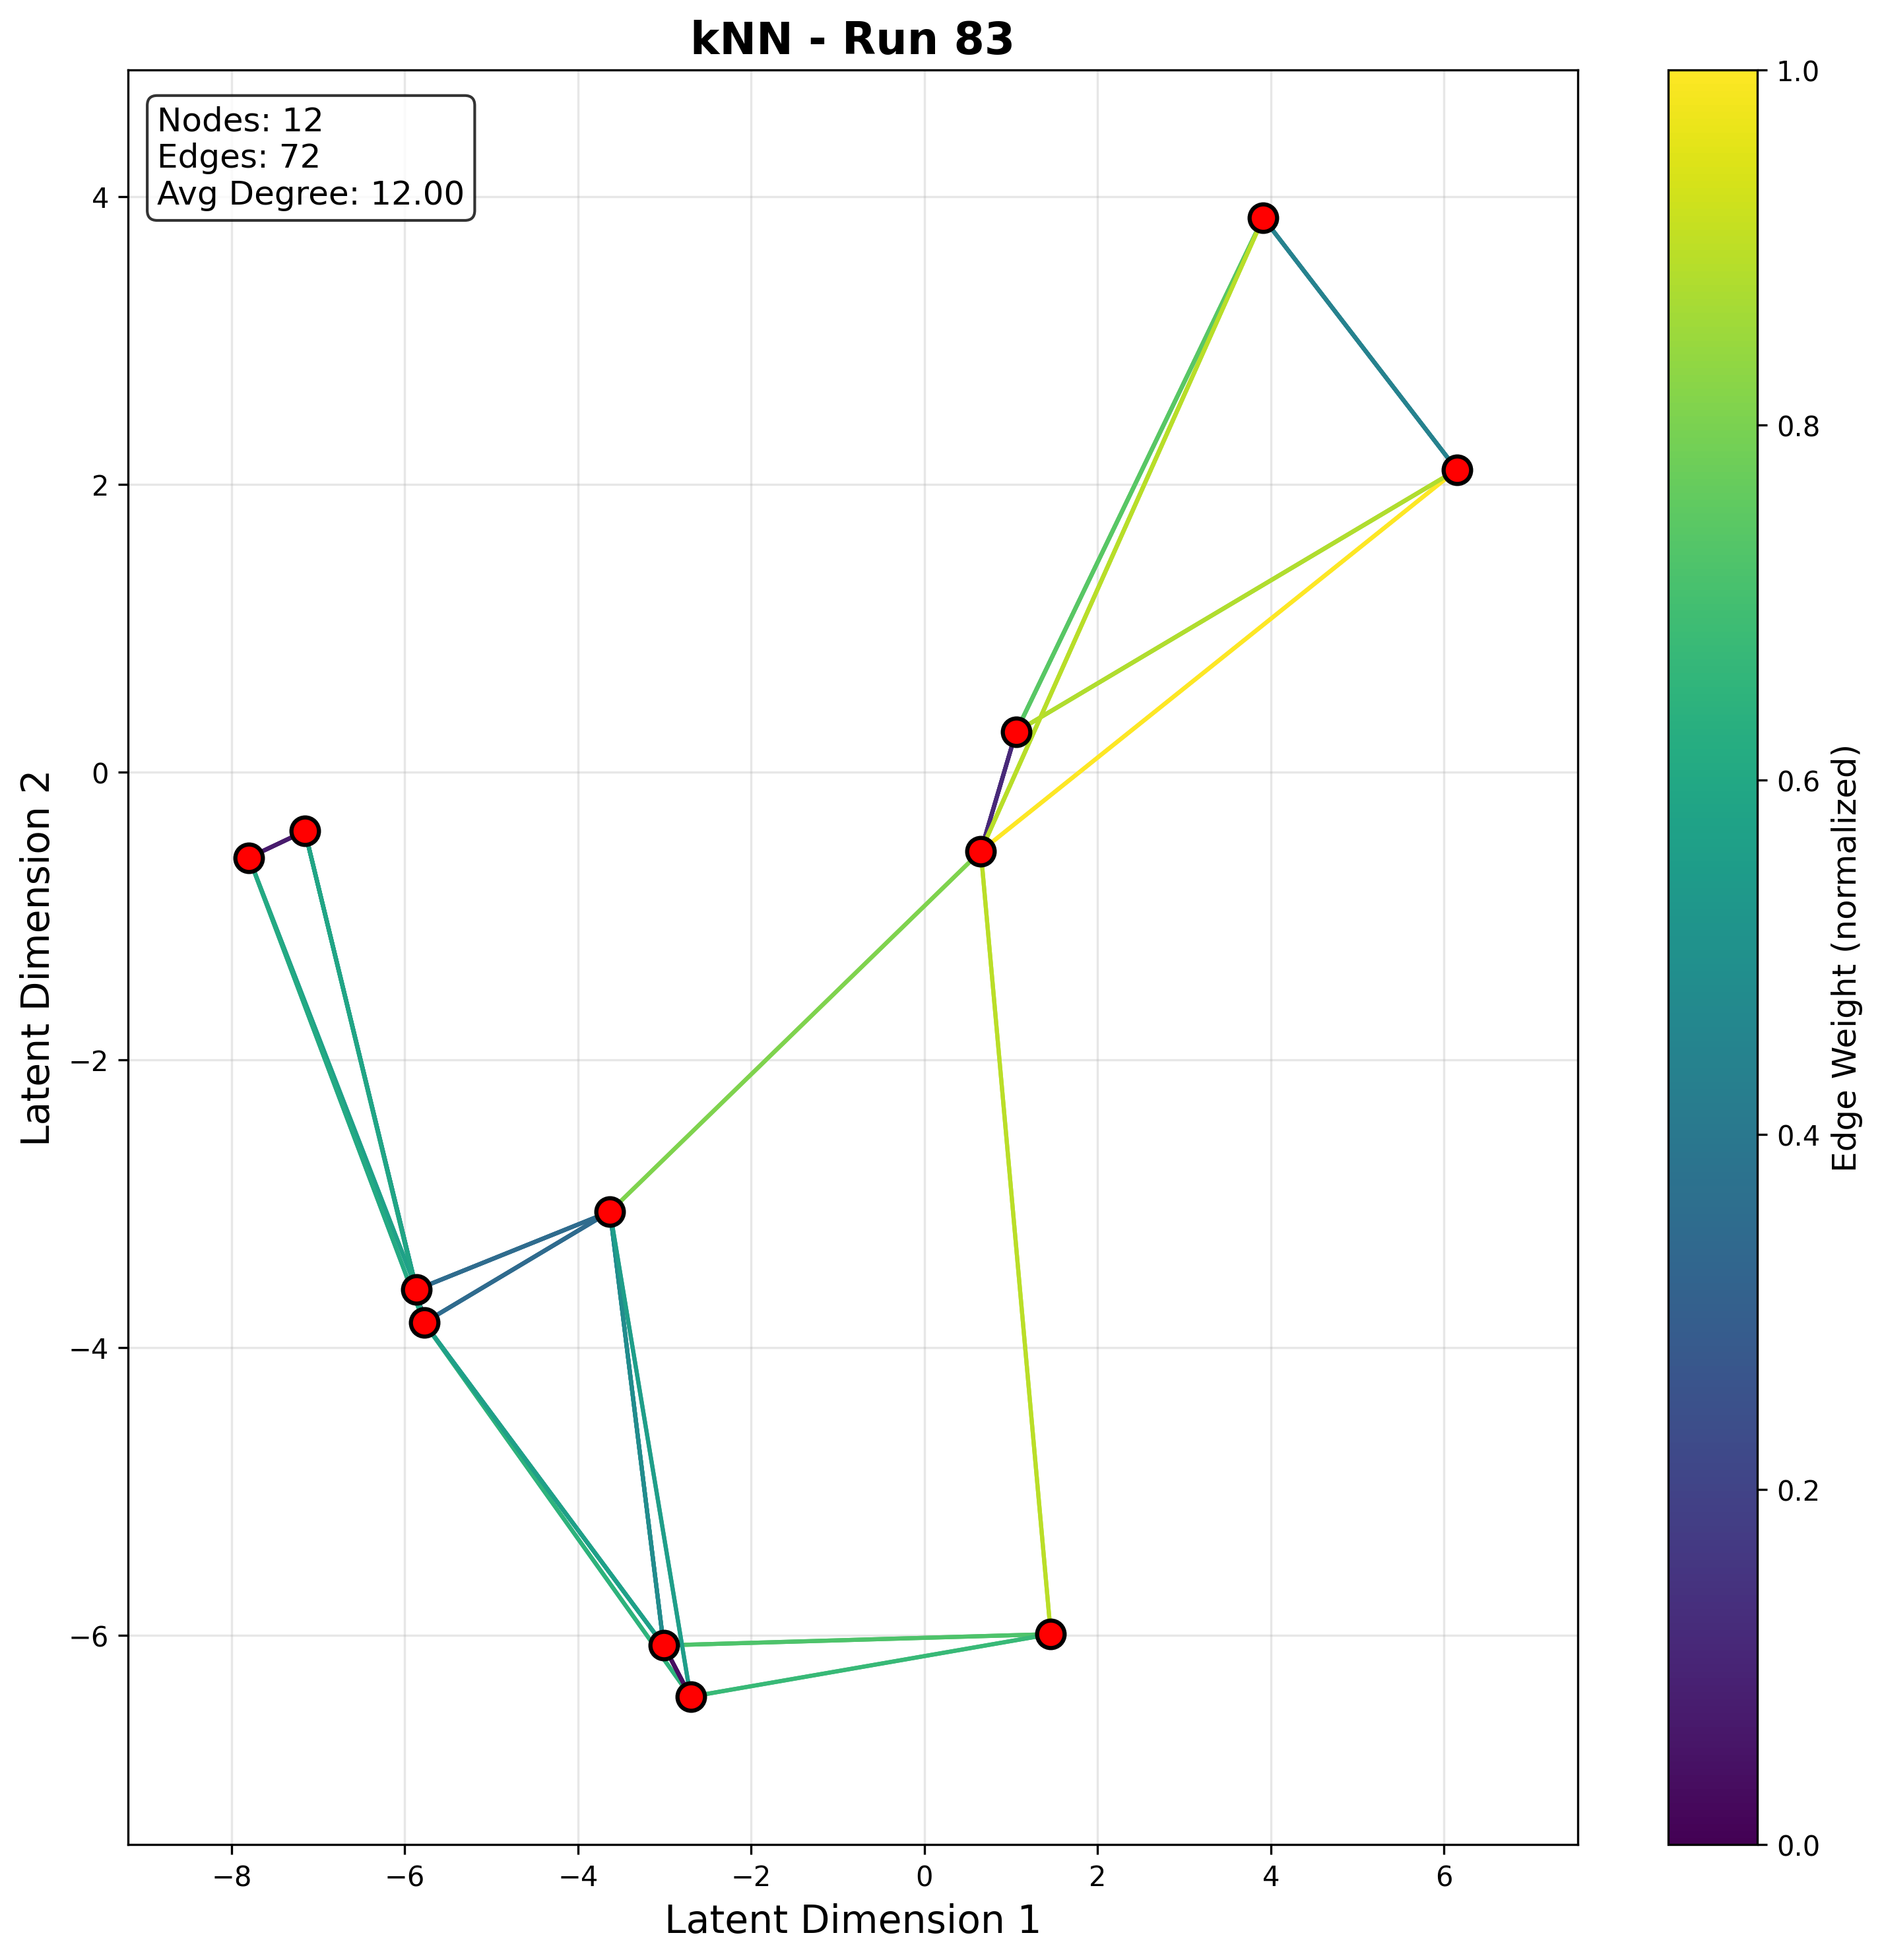 kNN - Run 83
Nodes: 12
Edges: 72
Avg Degree: 12.00
4
2
0
−2
−4
−6
−8
−6
−4
−2
0
2
4
6
Latent Dimension 1
Latent Dimension 2
1.0
0.8
0.6
0.4
0.2
0.0
Edge Weight (normalized)